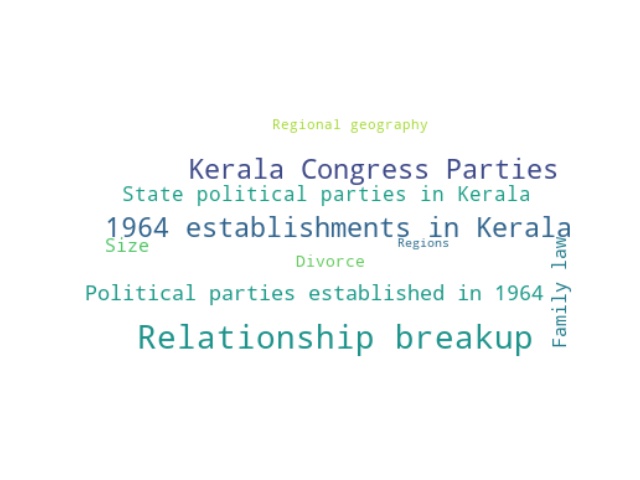 Regional geography
Kerala Congress Parties
State political parties in Kerala
1964 establishments in Kerala
Size
Regions
Divorce
Family law
Political parties established in 1964
Relationship breakup